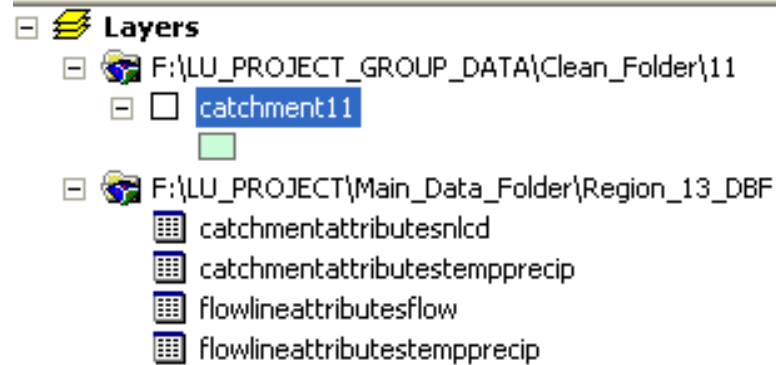 Layers
F:\LU_PROJECT_GROUP_DATA\Clean_Folder\11
catchment11
F:\LU_PROJECT\Main_Data_Folder\Region_13_DBF
catchmentattributesnlcd
catchmentattributestempprecip
flowlineattributesflow
flowlineattributestempprecip